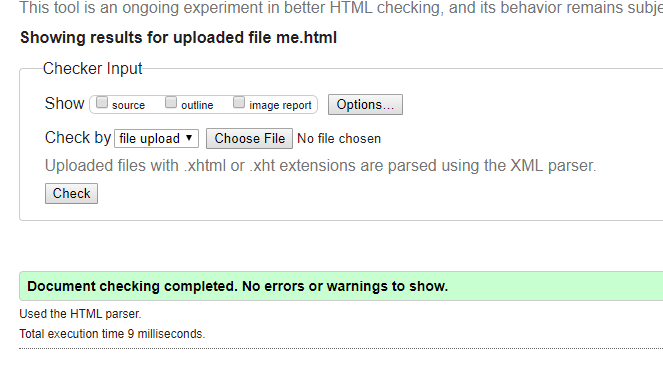 This tool is an ongoing experiment in better HTML checking, and its behavior remains
Showing results for uploaded file me.html
Checker Input
Show source outline image report Options...
Check by file upload Choose File No file chosen
Uploaded files with .xhtml or .xht extensions are parsed using the XML parser.
Check
Document checking completed. No errors or warnings to show.
Used the HTML parser.
Total execution time 9 milliseconds.